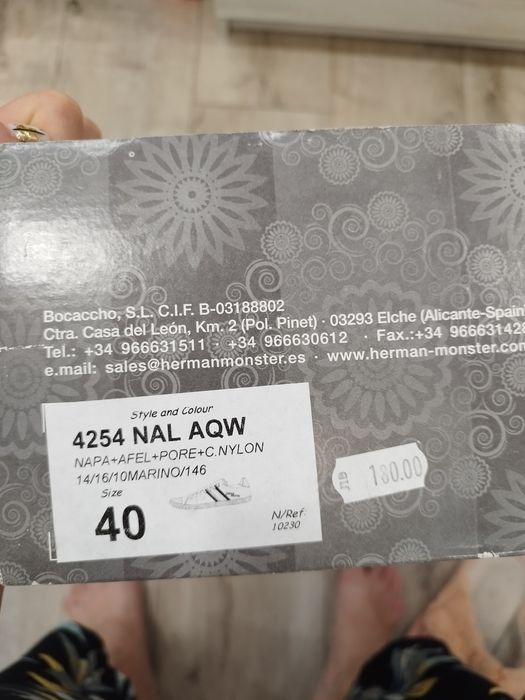 Bocaccho, S.L. C.I.F. B-03188802
Ctra. Casa del León, Km. 2 (Pol. Pinet) · 03293 Elche (Alicante-Spain
Tel.: +34 966631511 · +34 966630612 · Fax.:+34 96663142
e.mail: sales@hermanmonster.es · www.herman-monster.com
Style and Colour
4254 NAL AQW
NAPA+AFEL+PORE+C.NYLON
14/16/10MARINO/146
Size
40
N/Ref.
10230
180.00